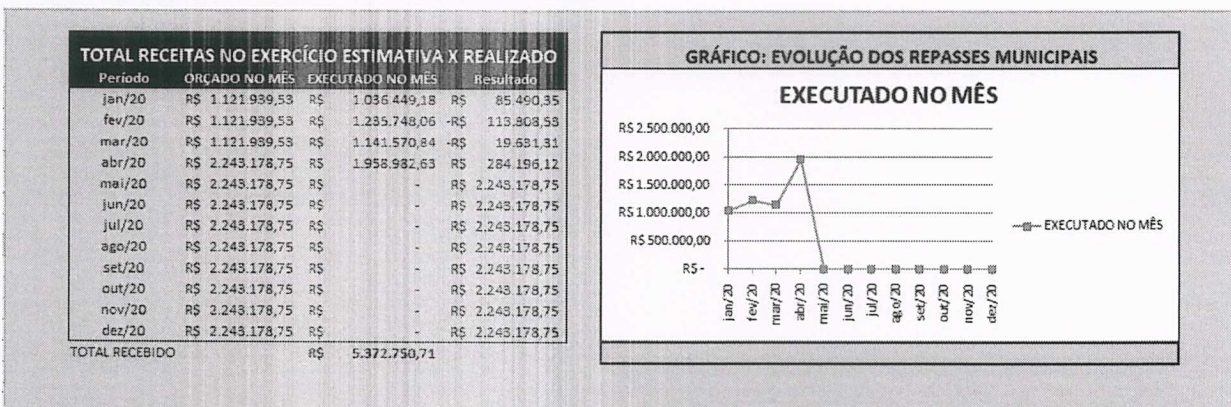 TOTAL RECEITAS NO EXERCÍCIO ESTIMATIVA X REALIZADO
Período ORÇADO NO MÊS EXECUTADO NO MÊS Resultado
jan/20 R$ 1.121.939,53 R$ 1.036.449,18 R$ 85.490,35
fev/20 R$ 1.121.939,53 R$ 1.235.748,06 -R$ 113.808,53
mar/20 R$ 1.121.939,53 R$ 1.141.570,84 -R$ 19.631,31
abr/20 R$ 2.243.178,75 R$ 1.958.982,63 R$ 284.196,12
mai/20 R$ 2.243.178,75 R$ - R$ 2.243.178,75
jun/20 R$ 2.243.178,75 R$ - R$ 2.243.178,75
jul/20 R$ 2.243.178,75 R$ - R$ 2.243.178,75
ago/20 R$ 2.243.178,75 R$ - R$ 2.243.178,75
set/20 R$ 2.243.178,75 R$ - R$ 2.243.178,75
out/20 R$ 2.243.178,75 R$ - R$ 2.243.178,75
nov/20 R$ 2.243.178,75 R$ - R$ 2.243.178,75
dez/20 R$ 2.243.178,75 R$ - R$ 2.243.178,75
TOTAL RECEBIDO R$ 5.372.750,71
GRÁFICO: EVOLUÇÃO DOS REPASSES MUNICIPAIS
EXECUTADO NO MÊS
R$ 2.500.000,00
R$ 2.000.000,00
R$ 1.500.000,00
R$ 1.000.000,00
R$ 500.000,00
R$ -
jan/20
fev/20
mar/20
abr/20
mai/20
jun/20
jul/20
ago/20
set/20
out/20
nov/20
dez/20
EXECUTADO NO MÊS